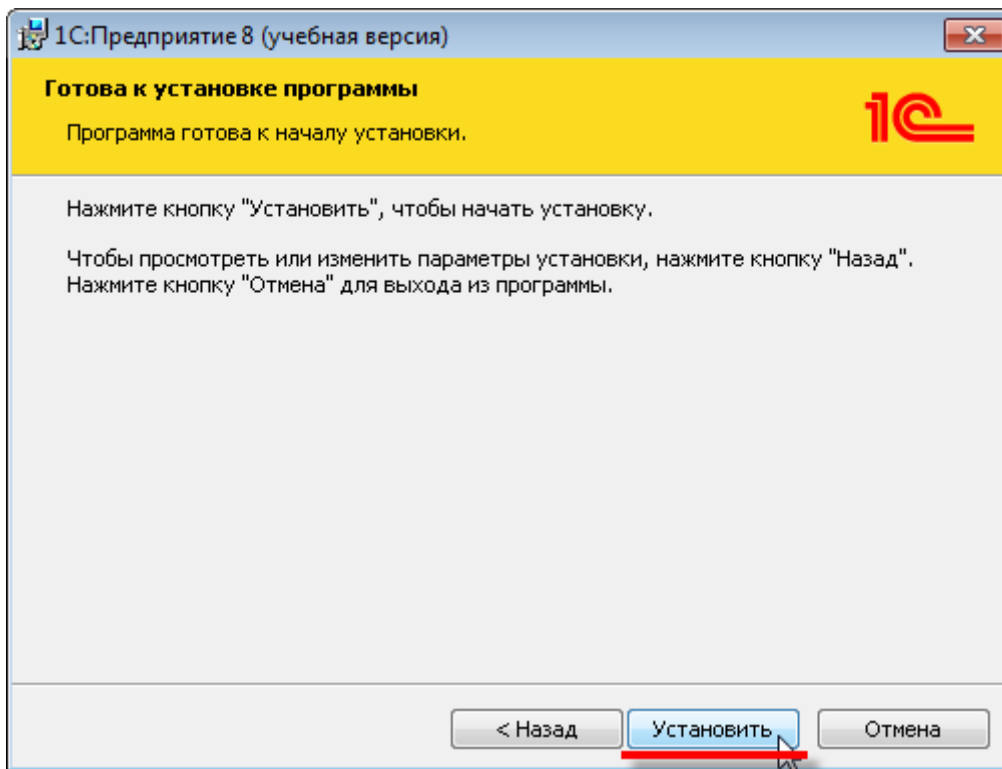 1С:Предприятие 8 (учебная версия)
Готова к установке программы
Программа готова к началу установки.
1С
Нажмите кнопку "Установить", чтобы начать установку.
Чтобы просмотреть или изменить параметры установки, нажмите кнопку "Назад".
Нажмите кнопку "Отмена" для выхода из программы.
< Назад
Установить
Отмена